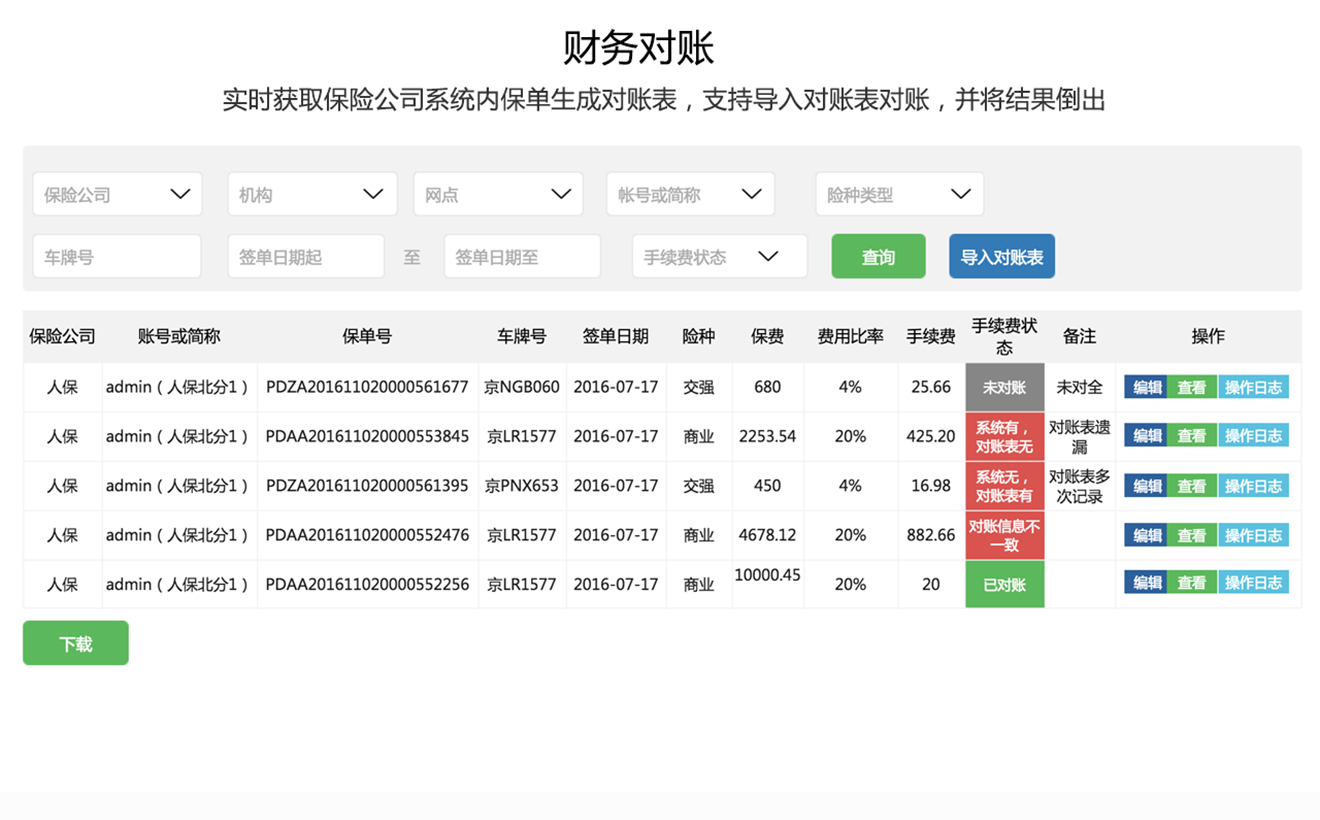 财务对账
实时获取保险公司系统内保单生成对账表，支持导入对账表对账，并将结果倒出
保险公司 机构 网点 帐号或简称 险种类型
车牌号 签单日期起 至 签单日期至 手续费状态 查询 导入对账表
保险公司 账号或简称 保单号 车牌号 签单日期 险种 保费 费用比率 手续费 手续费状态 备注 操作
人保 admin（人保北分1） PDZA201611020000561677 京NGB060 2016-07-17 交强 680 4% 25.66 未对账 未对全 编辑 查看 操作日志
人保 admin（人保北分1） PDAA201611020000553845 京LR1577 2016-07-17 商业 2253.54 20% 425.20 系统有，对账表无 对账表遗漏 编辑 查看 操作日志
人保 admin（人保北分1） PDZA201611020000561395 京PNX653 2016-07-17 交强 450 4% 16.98 系统无，对账表有 对账表多次记录 编辑 查看 操作日志
人保 admin（人保北分1） PDAA201611020000552476 京LR1577 2016-07-17 商业 4678.12 20% 882.66 对账信息不一致 编辑 查看 操作日志
人保 admin（人保北分1） PDAA201611020000552256 京LR1577 2016-07-17 商业 10000.45 20% 20 已对账 编辑 查看 操作日志
下载